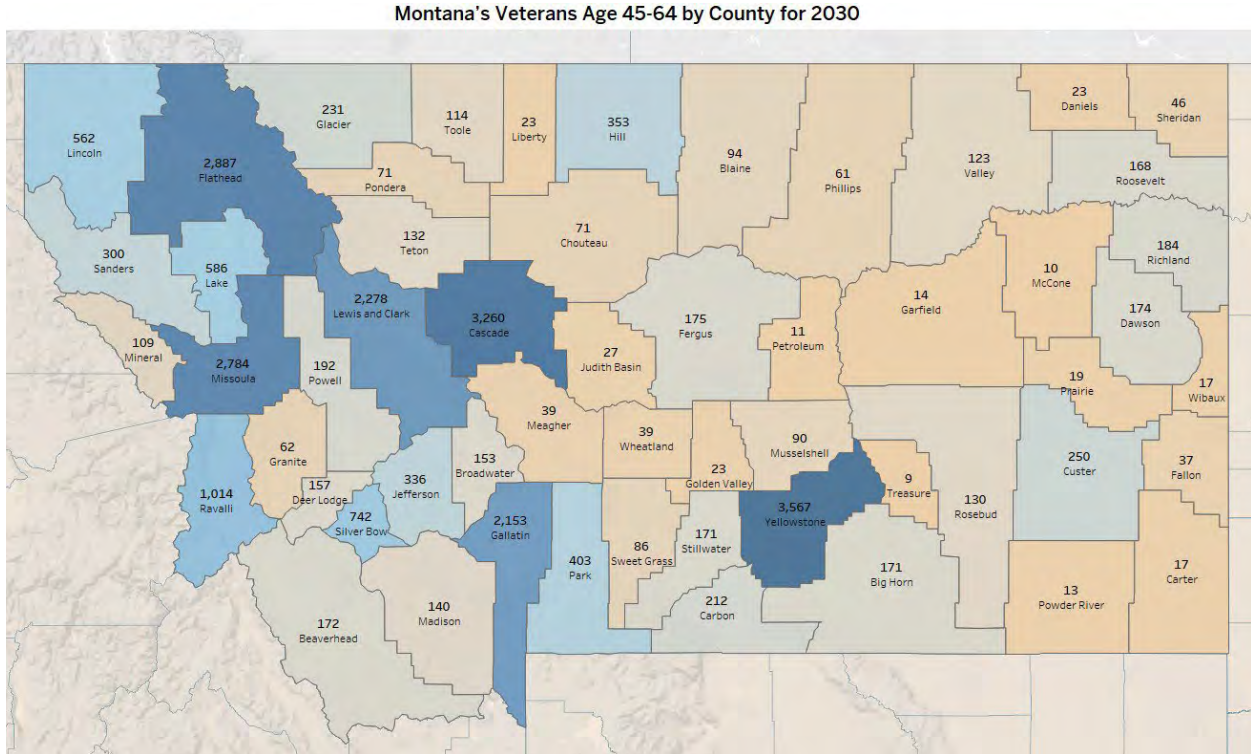 Montana's Veterans Age 45-64 by County for 2030
562
Lincoln
2,887
Flathead
231
Glacier
114
Toole
23
Liberty
353
Hill
94
Blaine
61
Phillips
123
Valley
23
Daniels
46
Sheridan
168
Roosevelt
71
Pondera
71
Chouteau
132
Teton
300
Sanders
586
Lake
184
Richland
10
McCone
174
Dawson
14
Garfield
2,278
Lewis and Clark
3,260
Cascade
175
Fergus
11
Petroleum
27
Judith Basin
109
Mineral
2,784
Missoula
192
Powell
19
Prairie
17
Wibaux
39
Meagher
39
Wheatland
90
Musselshell
62
Granite
153
Broadwater
23
Golden Valley
250
Custer
37
Fallon
9
Treasure
130
Rosebud
336
Jefferson
157
Deer Lodge
1,014
Ravalli
742
Silver Bow
2,153
Gallatin
3,567
Yellowstone
403
Park
86
Sweet Grass
171
Stillwater
171
Big Horn
17
Carter
13
Powder River
212
Carbon
140
Madison
172
Beaverhead